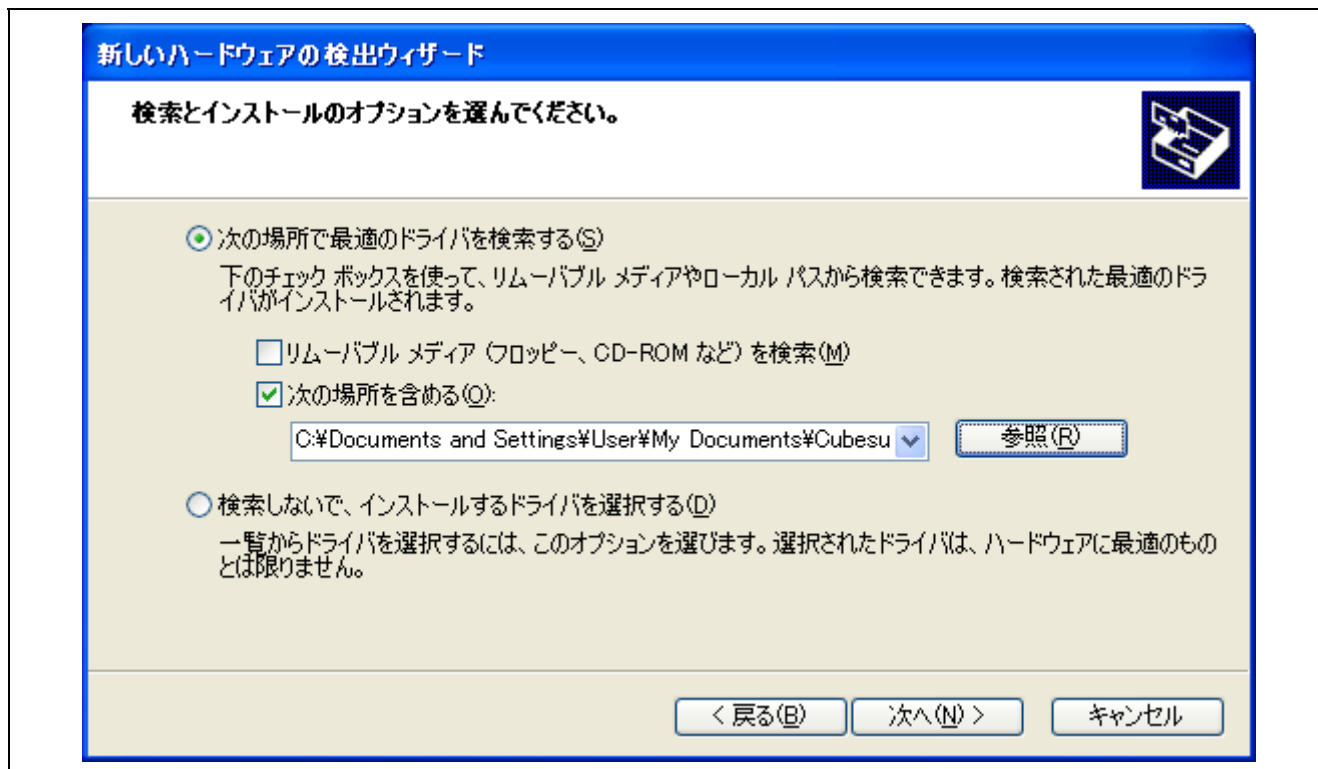 新しいハードウェアの検出ウィザード
検索とインストールのオプションを選んでください。
次の場所で最適のドライバを検索する(S)
下のチェック ボックスを使って、リムーバブル メディアやローカル パスから検索できます。検索された最適のドラ
イバがインストールされます。
リムーバブル メディア (フロッピー、CD-ROM など) を検索(M)
次の場所を含める(O):
C:¥Documents and Settings¥User¥My Documents¥Cubesu
参照(R)
検索しないで、インストールするドライバを選択する(D)
一覧からドライバを選択するには、このオプションを選びます。選択されたドライバは、ハードウェアに最適のもの
とは限りません。
< 戻る(B) 次へ(N) > キャンセル